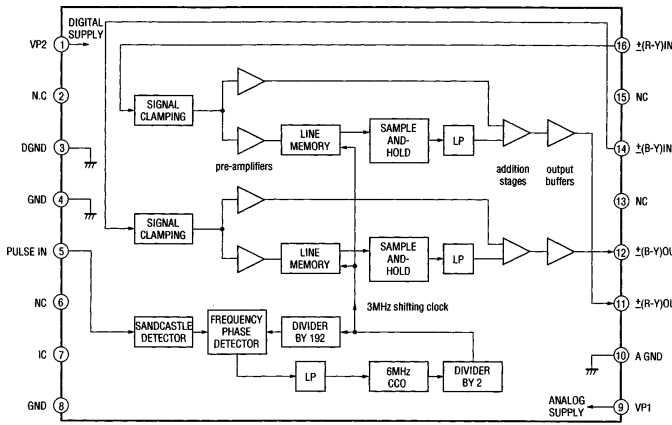 DIGITAL
SUPPLY
VP2 1
N.C 2
DGND 3
GND 4
PULSE IN 5
NC 6
IC 7
GND 8
16 ±(R-Y)IN
15 NC
14 ±(B-Y)IN
13 NC
12 ±(B-Y)OU
11 ±(R-Y)OU
10 A GND
9 VP1
ANALOG
SUPPLY
SIGNAL
CLAMPING
pre-amplifiers
LINE
MEMORY
SAMPLE
AND-
HOLD
LP
addition
stages
output
buffers
SIGNAL
CLAMPING
LINE
MEMORY
SAMPLE
AND-
HOLD
LP
3MHz shifting clock
SANDCASTLE
DETECTOR
FREQUENCY
PHASE
DETECTOR
DIVIDER
BY 192
LP
6MHz
CCO
DIVIDER
BY 2